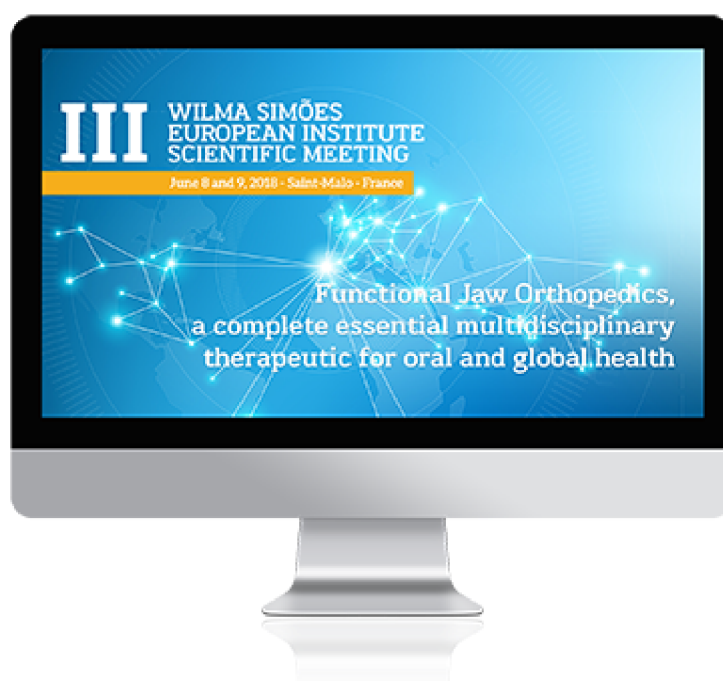 III
WILMA SIMÕES
EUROPEAN INSTITUTE
SCIENTIFIC MEETING
June 8 and 9, 2018 - Saint-Malo - France
Functional Jaw Orthopedics,
a complete essential multidisciplinary
therapeutic for oral and global health